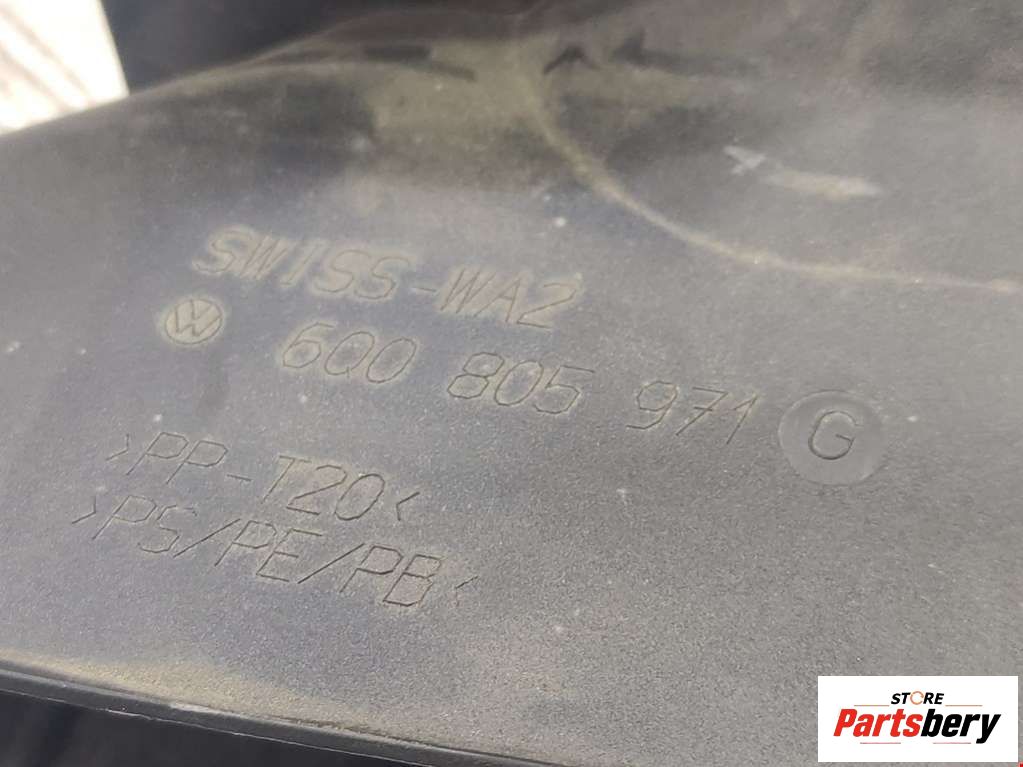 SWISS-WA2
6Q0 805 971 G
>PP-T20<
>PS/PE/PB<
STORE
Partsbery